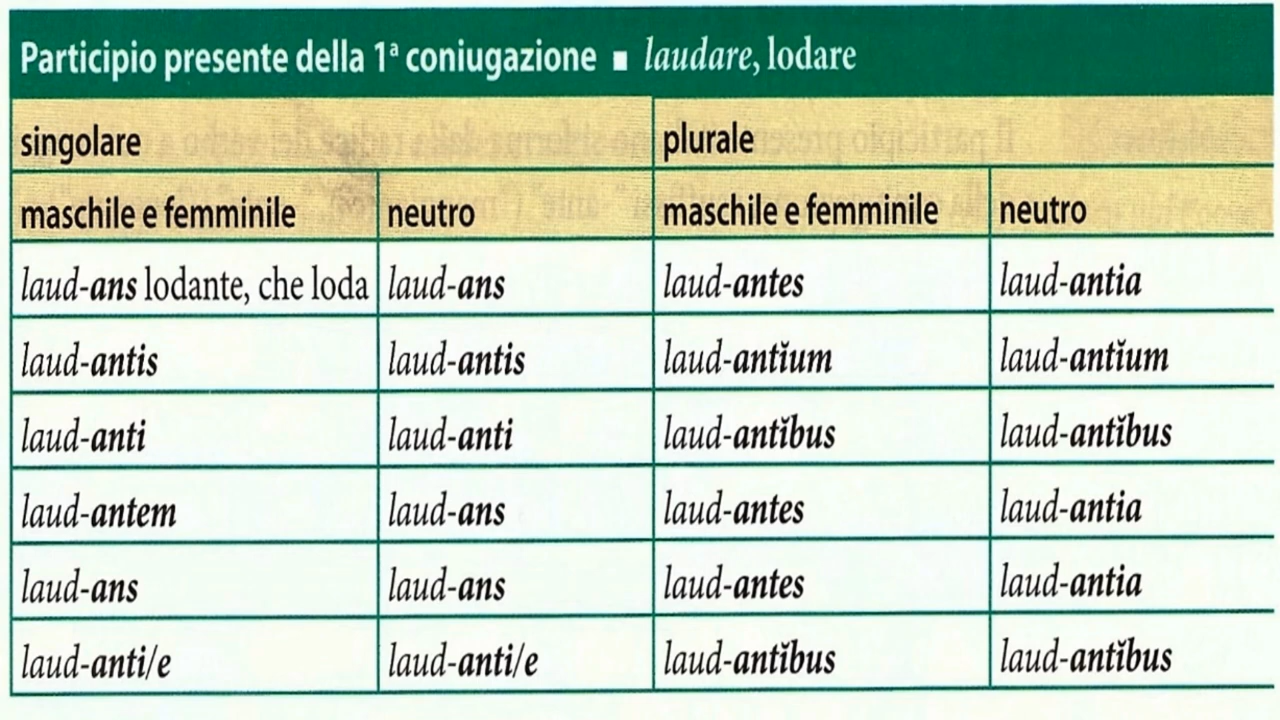 Participio presente della 1ª coniugazione ■ laudare, lodare
singolare plurale
maschile e femminile neutro maschile e femminile neutro
laud-ans lodante, che loda laud-ans laud-antes laud-antia
laud-antis laud-antis laud-antĭum laud-antĭum
laud-anti laud-anti laud-antĭbus laud-antĭbus
laud-antem laud-ans laud-antes laud-antia
laud-ans laud-ans laud-antes laud-antia
laud-anti/e laud-anti/e laud-antĭbus laud-antĭbus